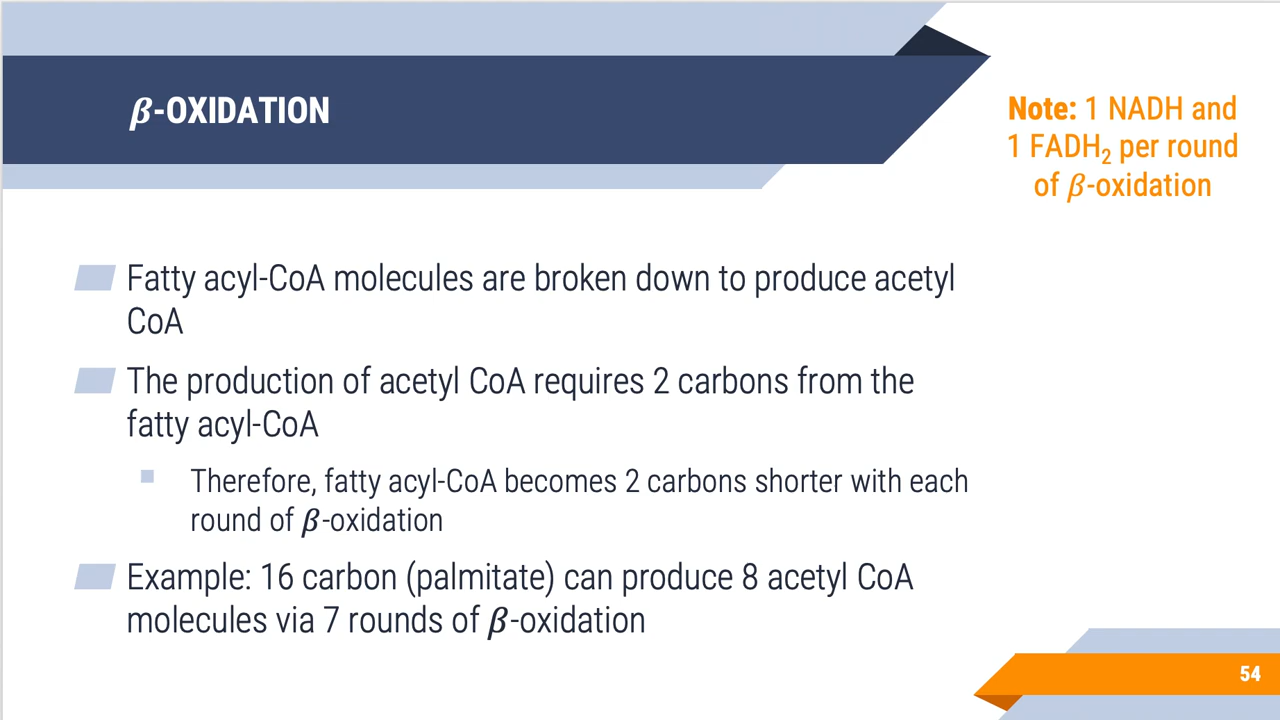 β-OXIDATION
Note: 1 NADH and
1 FADH₂ per round
of β-oxidation
Fatty acyl-CoA molecules are broken down to produce acetyl
CoA
The production of acetyl CoA requires 2 carbons from the
fatty acyl-CoA
Therefore, fatty acyl-CoA becomes 2 carbons shorter with each
round of β-oxidation
Example: 16 carbon (palmitate) can produce 8 acetyl CoA
molecules via 7 rounds of β-oxidation
54